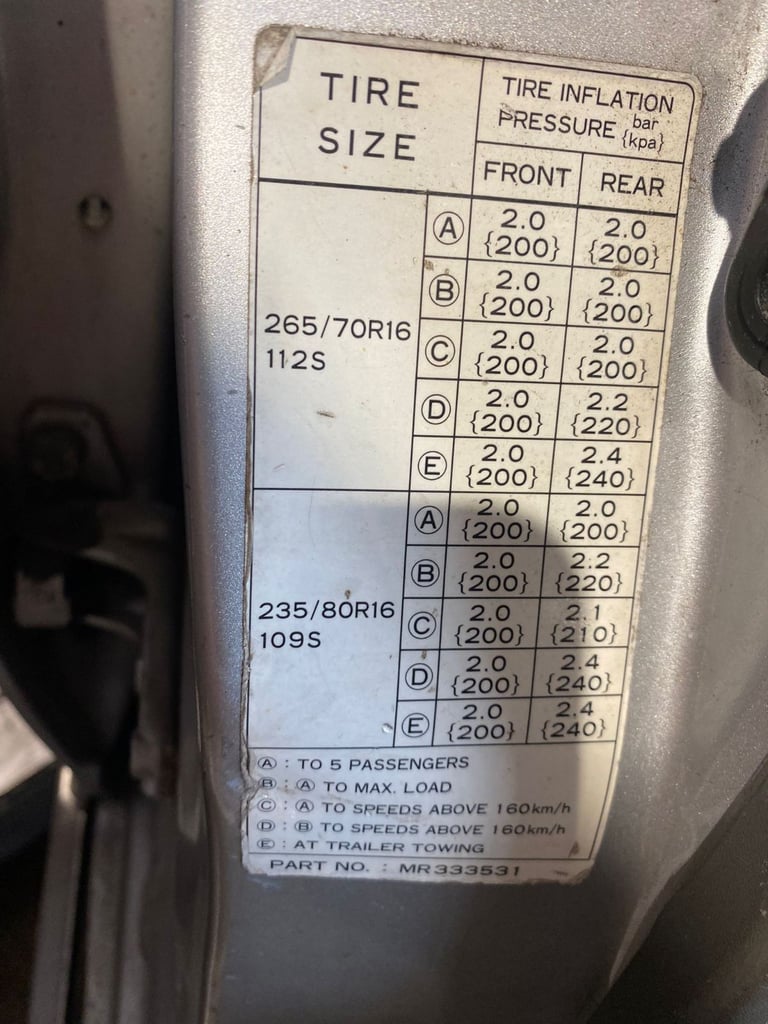 TIRE
SIZE
TIRE INFLATION
PRESSURE bar {kpa}
FRONT REAR
265/70R16
112S
Ⓐ 2.0 {200} 2.0 {200}
Ⓑ 2.0 {200} 2.0 {200}
Ⓒ 2.0 {200} 2.0 {200}
Ⓓ 2.0 {200} 2.2 {220}
Ⓔ 2.0 {200} 2.4 {240}
235/80R16
109S
Ⓐ 2.0 {200} 2.0 {200}
Ⓑ 2.0 {200} 2.2 {220}
Ⓒ 2.0 {200} 2.1 {210}
Ⓓ 2.0 {200} 2.4 {240}
Ⓔ 2.0 {200} 2.4 {240}
Ⓐ : TO 5 PASSENGERS
Ⓑ : Ⓐ TO MAX. LOAD
Ⓒ : Ⓐ TO SPEEDS ABOVE 160km/h
Ⓓ : Ⓑ TO SPEEDS ABOVE 160km/h
Ⓔ : AT TRAILER TOWING
PART NO. : MR333531